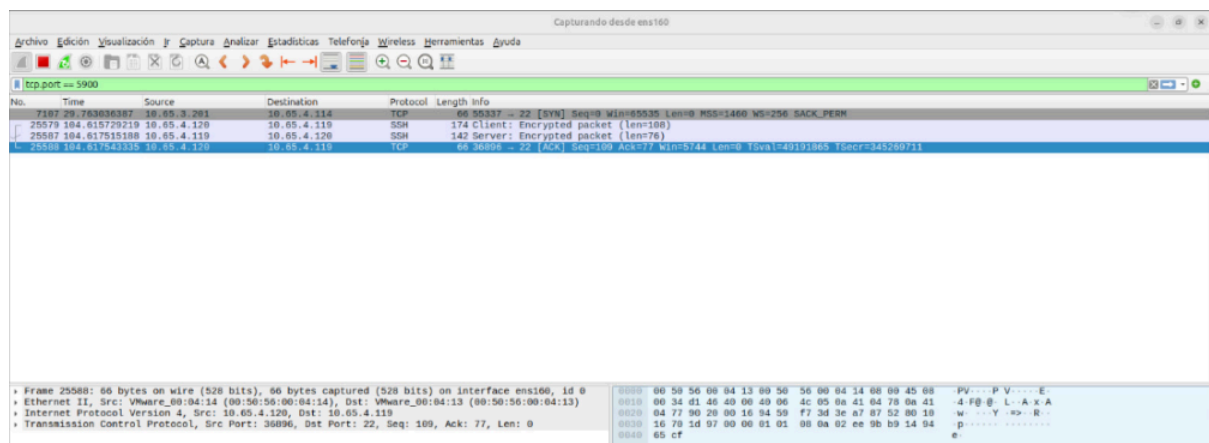 Capturando desde ens160
Archivo Edición Visualización Ir Captura Analizar Estadísticas Telefonía Wireless Herramientas Ayuda
tcp.port == 5900
No. Time Source Destination Protocol Length Info
7107 29.763036387 10.65.3.201 10.65.4.114 TCP 66 55337 → 22 [SYN] Seq=0 Win=65535 Len=0 MSS=1460 WS=256 SACK_PERM
25579 104.615729219 10.65.4.120 10.65.4.119 SSH 174 Client: Encrypted packet (len=108)
25587 104.617515188 10.65.4.119 10.65.4.120 SSH 142 Server: Encrypted packet (len=76)
25588 104.617543335 10.65.4.120 10.65.4.119 TCP 66 36896 → 22 [ACK] Seq=109 Ack=77 Win=5744 Len=0 TSval=49191865 TSecr=345269711
Frame 25588: 66 bytes on wire (528 bits), 66 bytes captured (528 bits) on interface ens160, id 0
Ethernet II, Src: VMware_00:04:14 (00:50:56:00:04:14), Dst: VMware_00:04:13 (00:50:56:00:04:13)
Internet Protocol Version 4, Src: 10.65.4.120, Dst: 10.65.4.119
Transmission Control Protocol, Src Port: 36896, Dst Port: 22, Seq: 109, Ack: 77, Len: 0
0000 00 50 56 00 04 13 00 50 56 00 04 14 08 00 45 08 ·PV····P V·····E·
0010 00 34 d1 46 40 00 40 06 4c 05 0a 41 04 78 0a 41 ·4·F@·@· L··A·x·A
0020 04 77 90 20 00 16 94 59 f7 3d 3e a7 87 52 80 10 ·w· ···Y ·=>··R··
0030 16 70 1d 97 00 00 01 01 08 0a 02 ee 9b b9 14 94 ·p······ ········
0040 65 cf e·